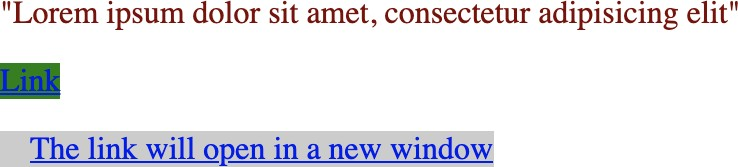 "Lorem ipsum dolor sit amet, consectetur adipisicing elit"
Link
The link will open in a new window